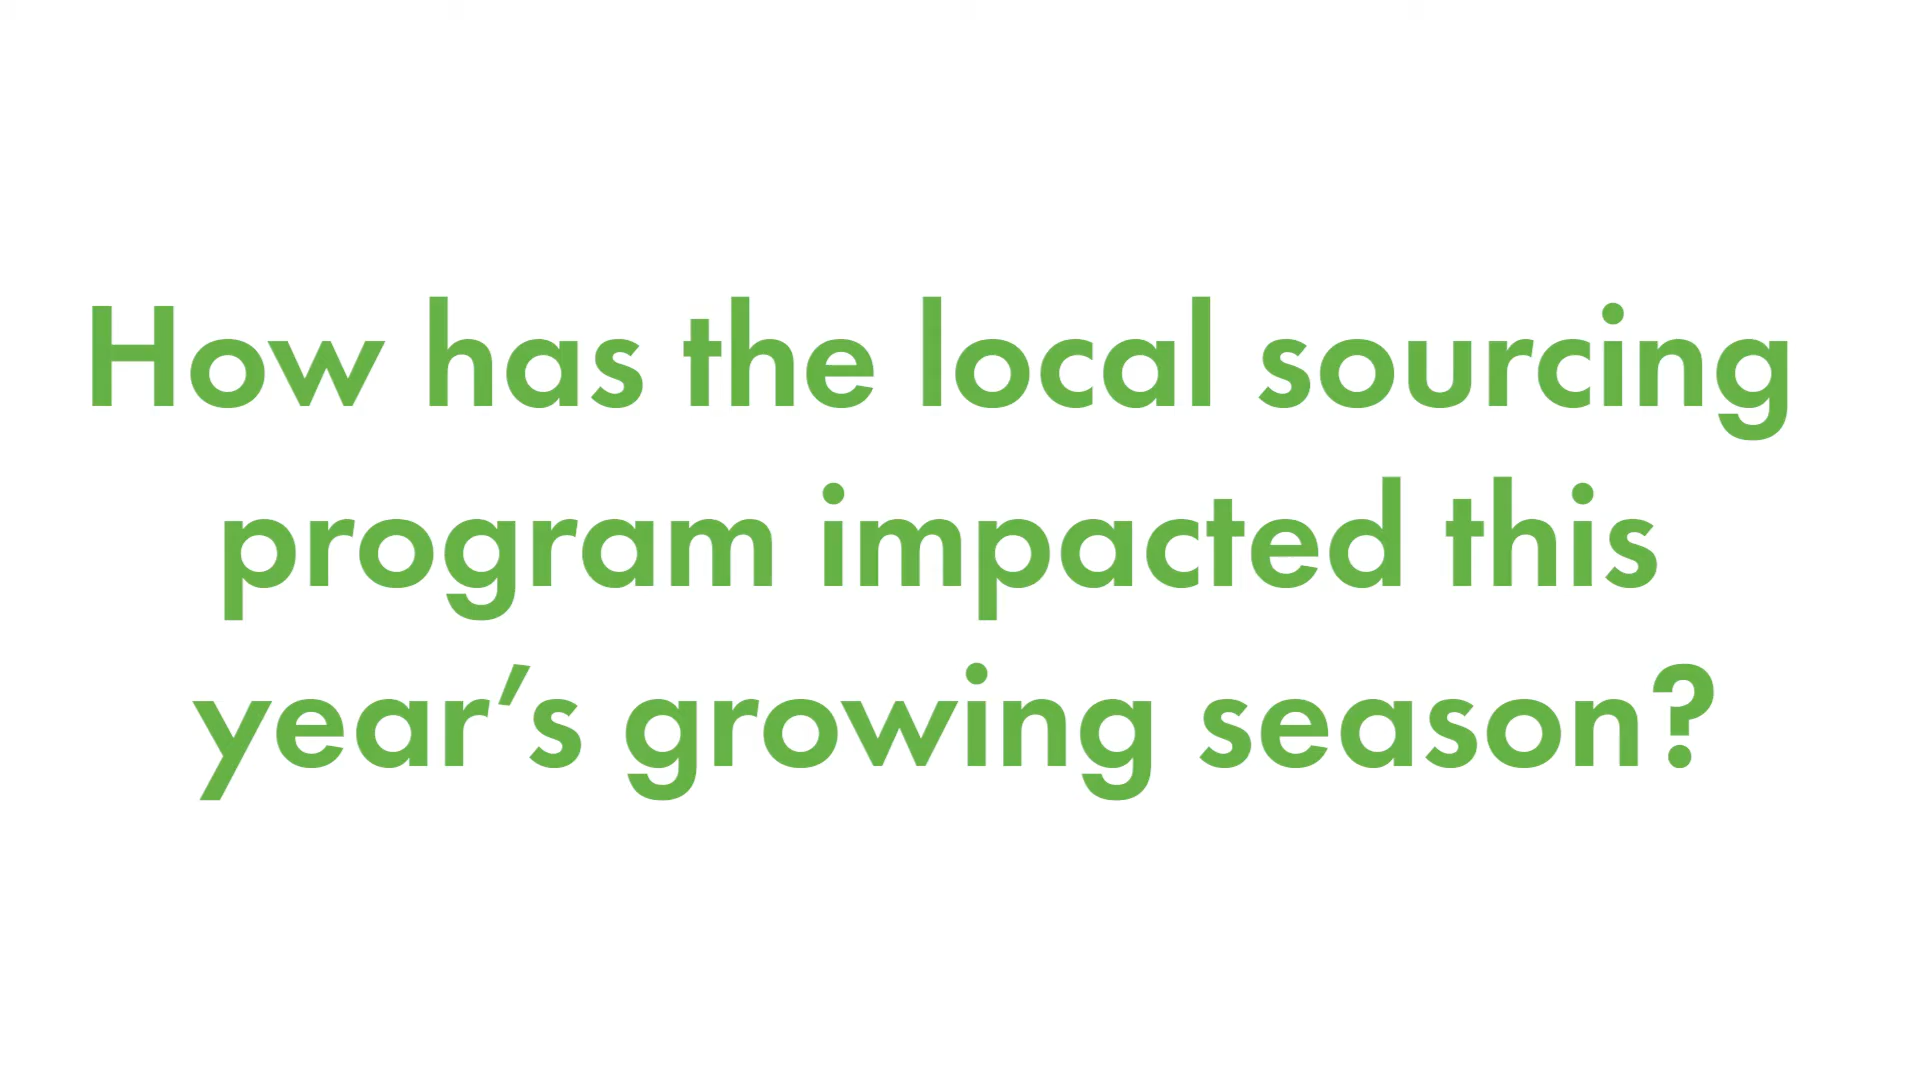 How has the local sourcing
program impacted this
year’s growing season?